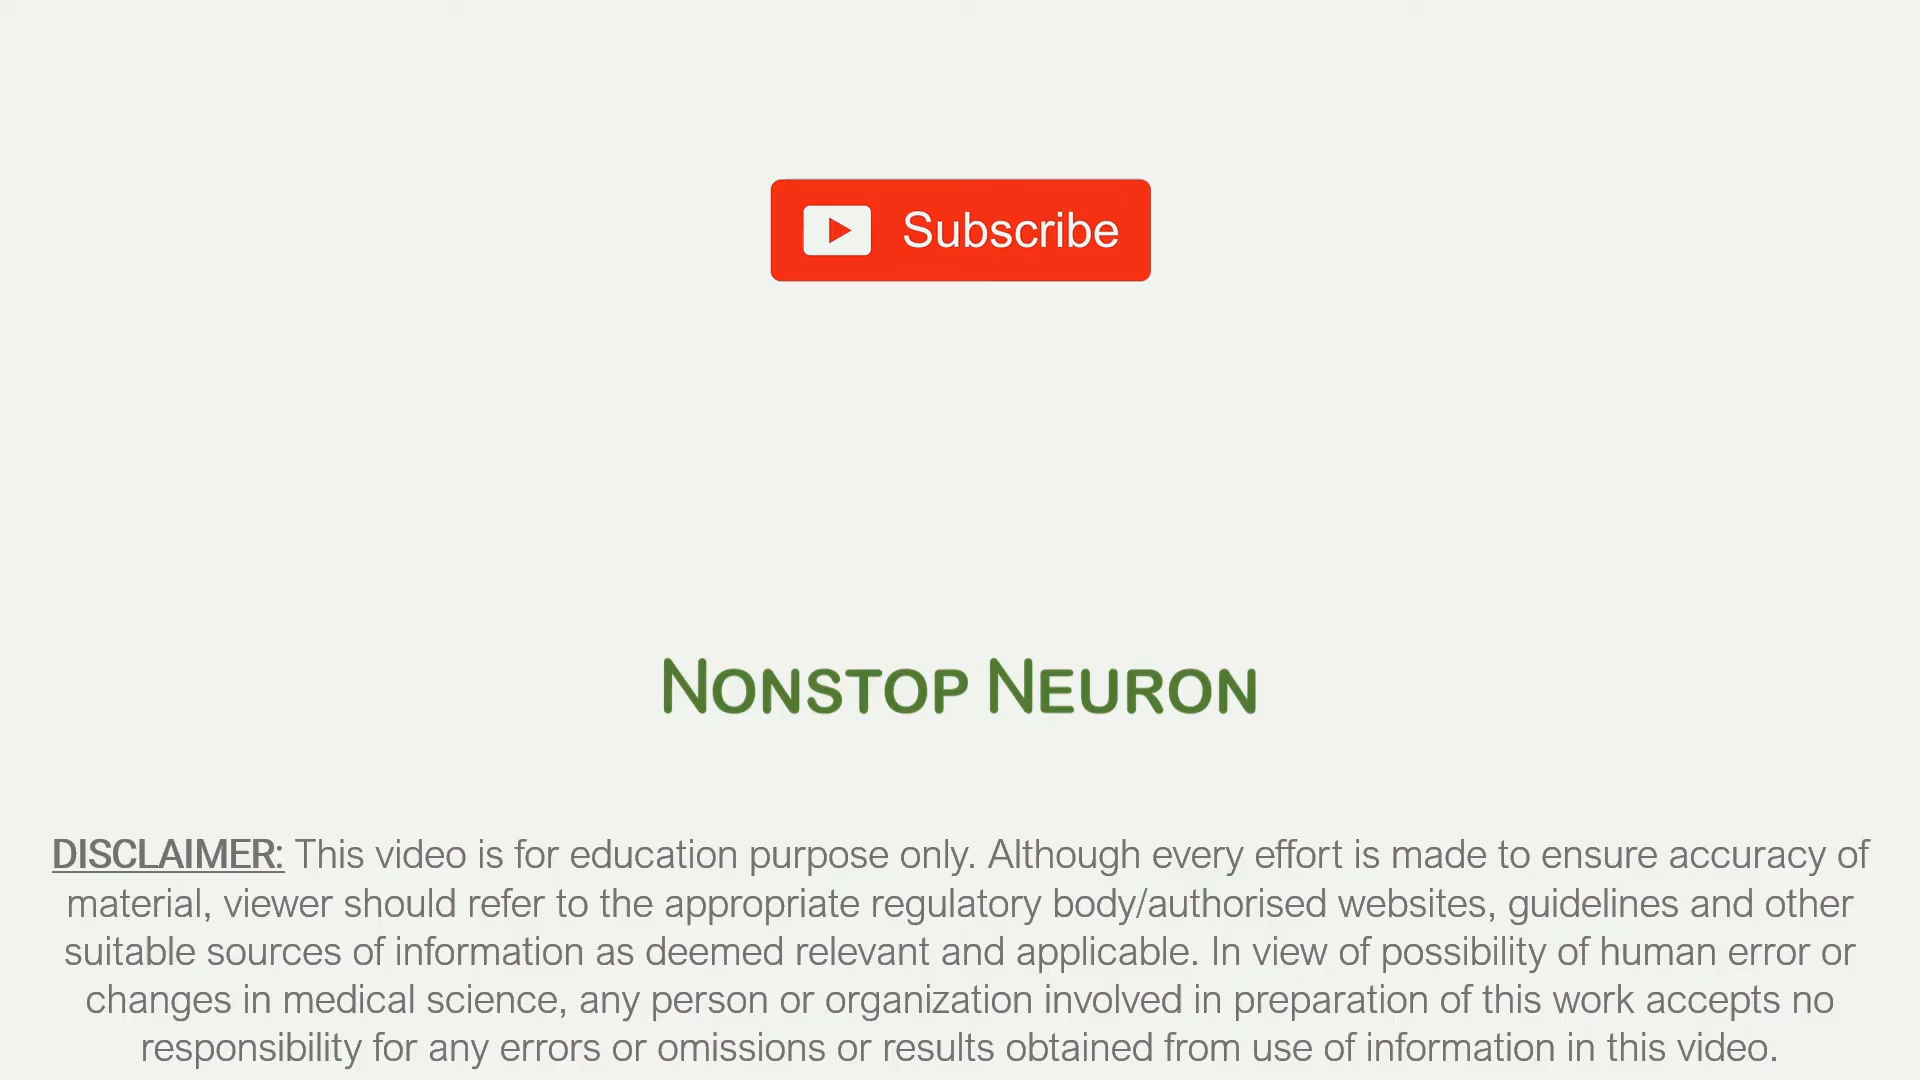 Subscribe
NONSTOP NEURON
DISCLAIMER: This video is for education purpose only. Although every effort is made to ensure accuracy of
material, viewer should refer to the appropriate regulatory body/authorised websites, guidelines and other
suitable sources of information as deemed relevant and applicable. In view of possibility of human error or
changes in medical science, any person or organization involved in preparation of this work accepts no
responsibility for any errors or omissions or results obtained from use of information in this video.